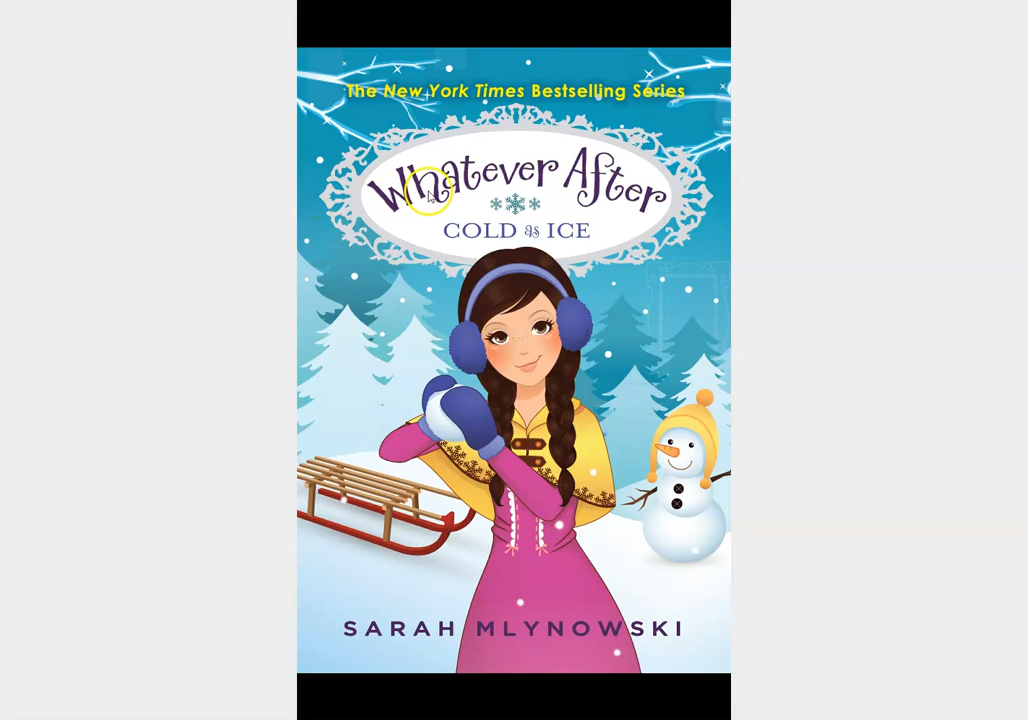 The New York Times Bestselling Series
Whatever After
COLD as ICE
SARAH MLYNOWSKI